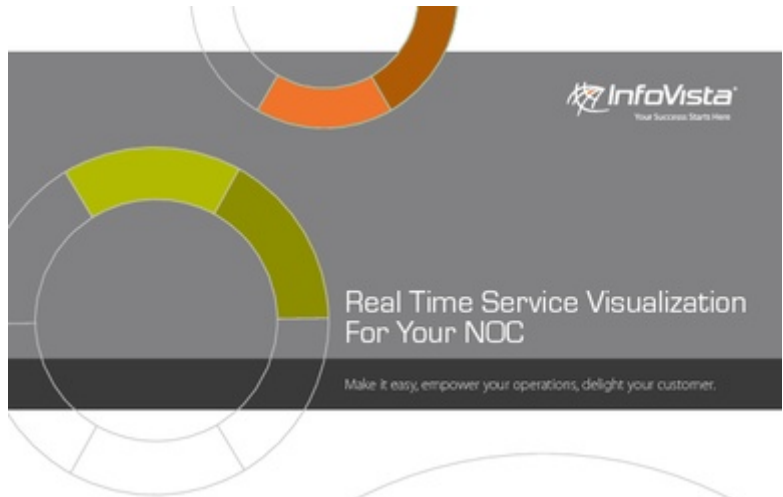 InfoVista®
Your Success Starts Here
Real Time Service Visualization
For Your NOC
Make it easy, empower your operations, delight your customer.